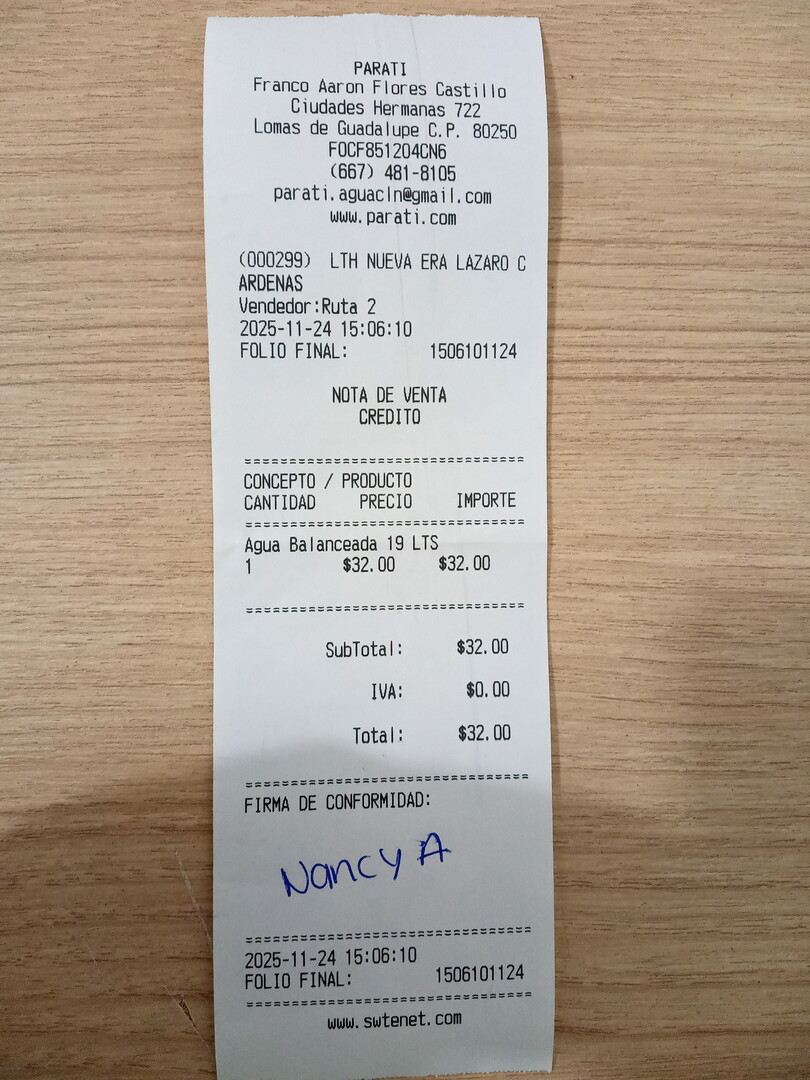 PARATI
Franco Aaron Flores Castillo
Ciudades Hermanas 722
Lomas de Guadalupe C.P. 80250
FOCF851204CN6
(667) 481-8105
parati.aguacln@gmail.com
www.parati.com
(000299) LTH NUEVA ERA LAZARO C
ARDENAS
Vendedor:Ruta 2
2025-11-24 15:06:10
FOLIO FINAL: 1506101124
NOTA DE VENTA
CREDITO
==============================
CONCEPTO / PRODUCTO
CANTIDAD PRECIO IMPORTE
==============================
Agua Balanceada 19 LTS
1 $32.00 $32.00
==============================
SubTotal: $32.00
IVA: $0.00
Total: $32.00
==============================
FIRMA DE CONFORMIDAD:
Nancy A
==============================
2025-11-24 15:06:10
FOLIO FINAL: 1506101124
==============================
www.swtenet.com